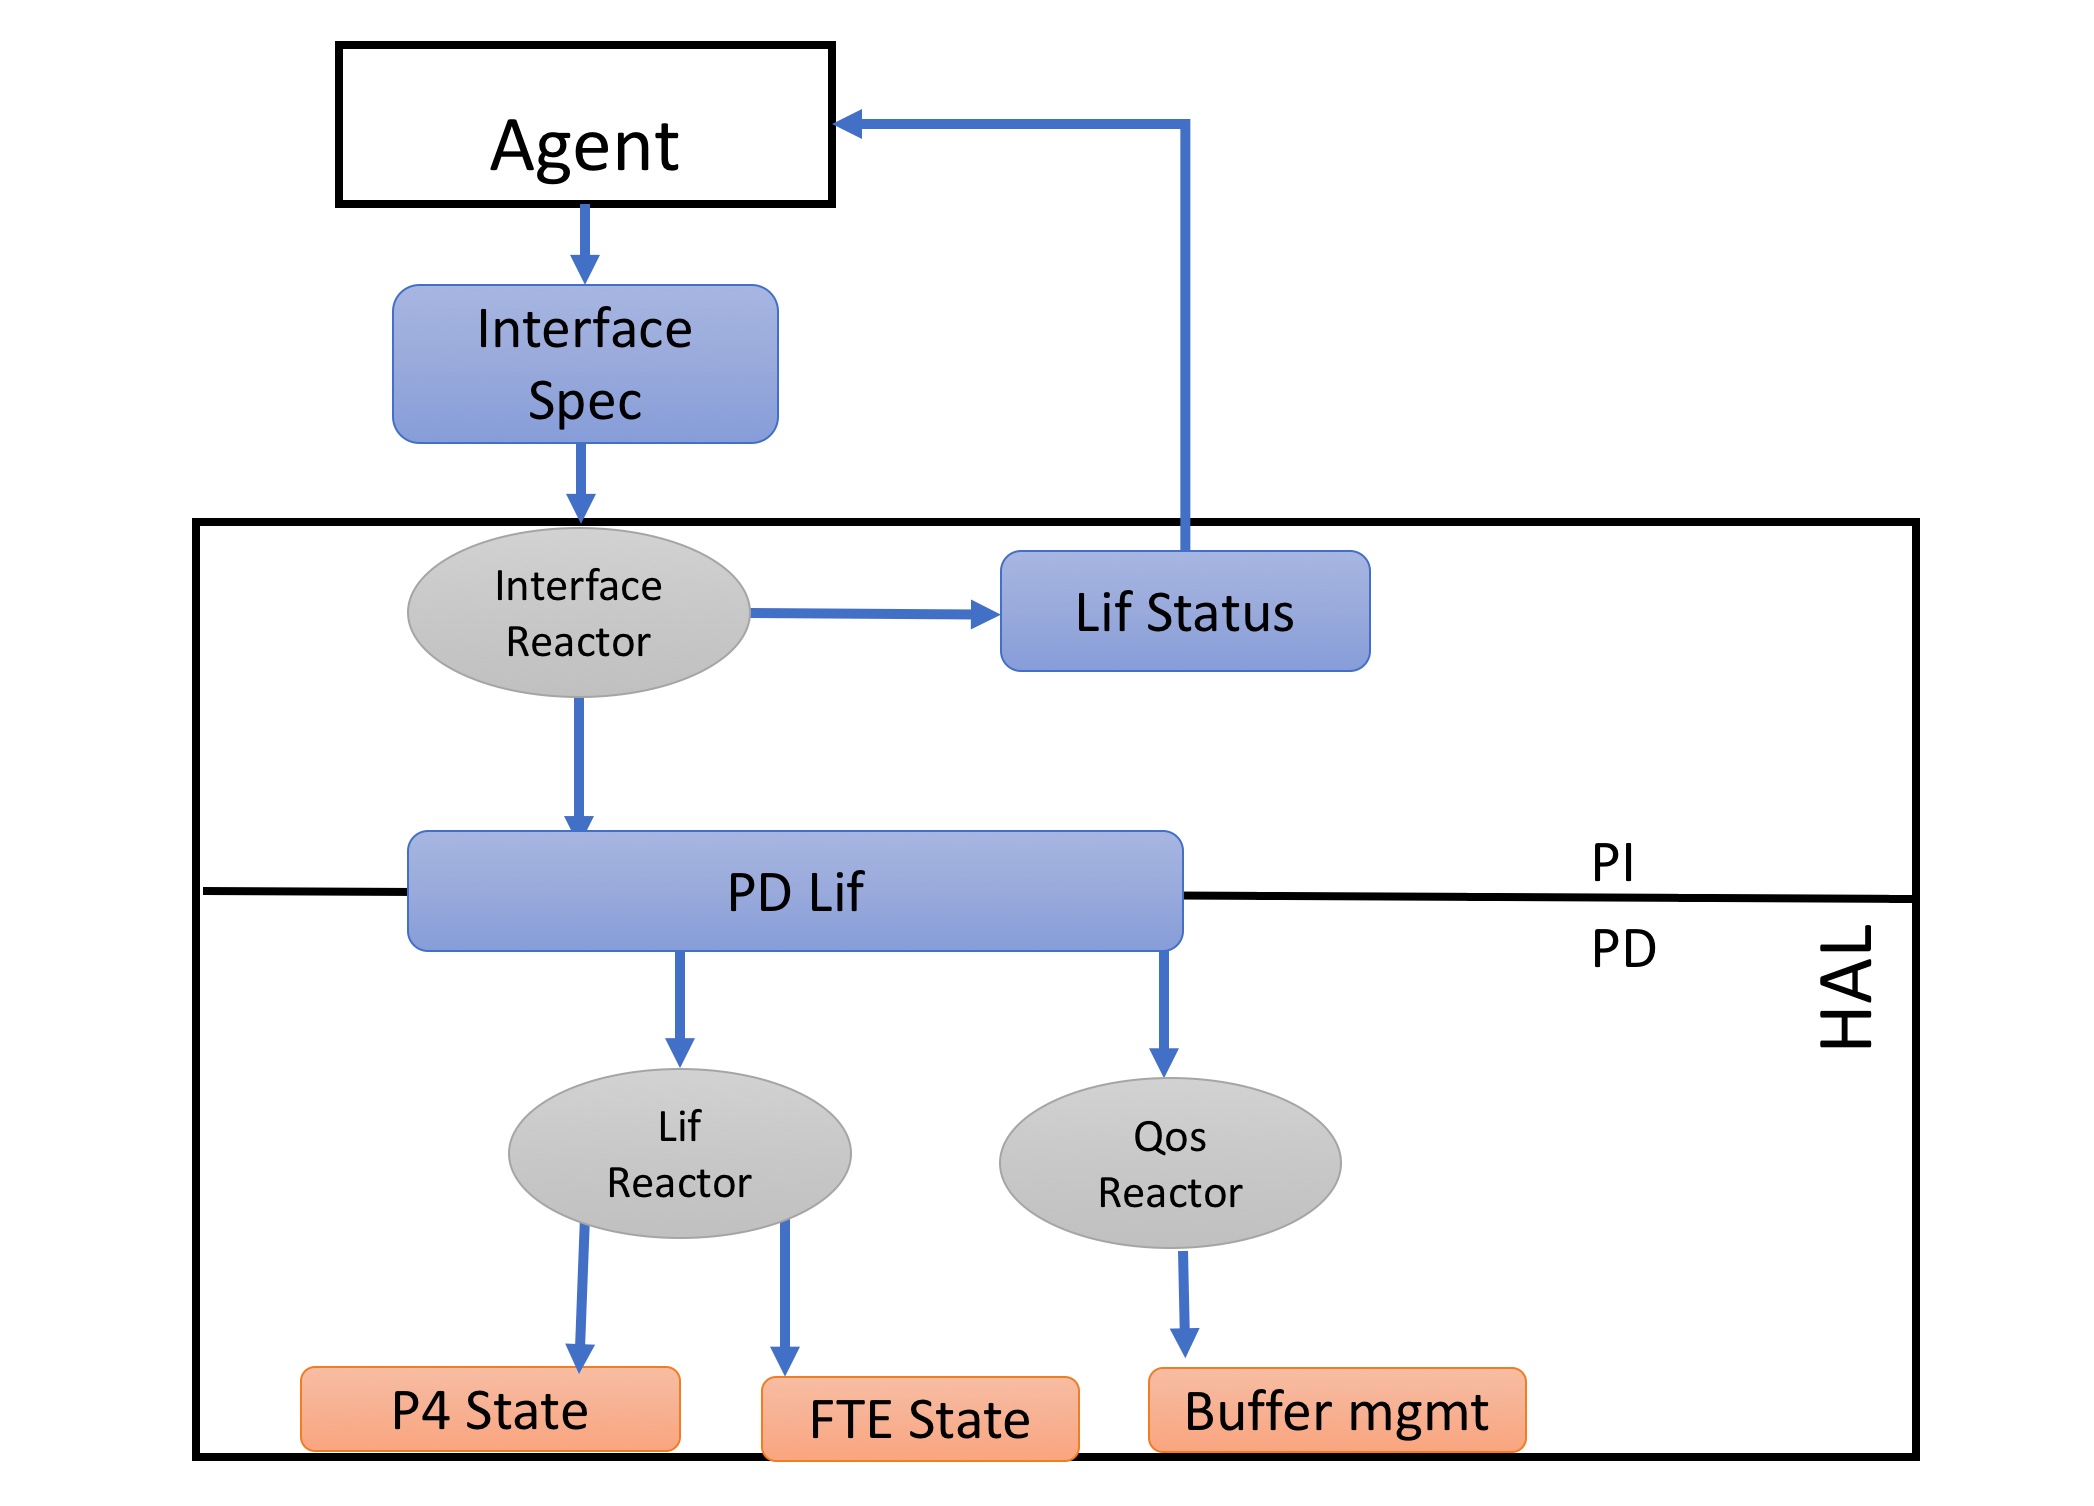 Agent
Interface
Spec
Interface
Reactor
Lif Status
PI
PD Lif
PD
HAL
Lif
Reactor
Qos
Reactor
P4 State
FTE State
Buffer mgmt